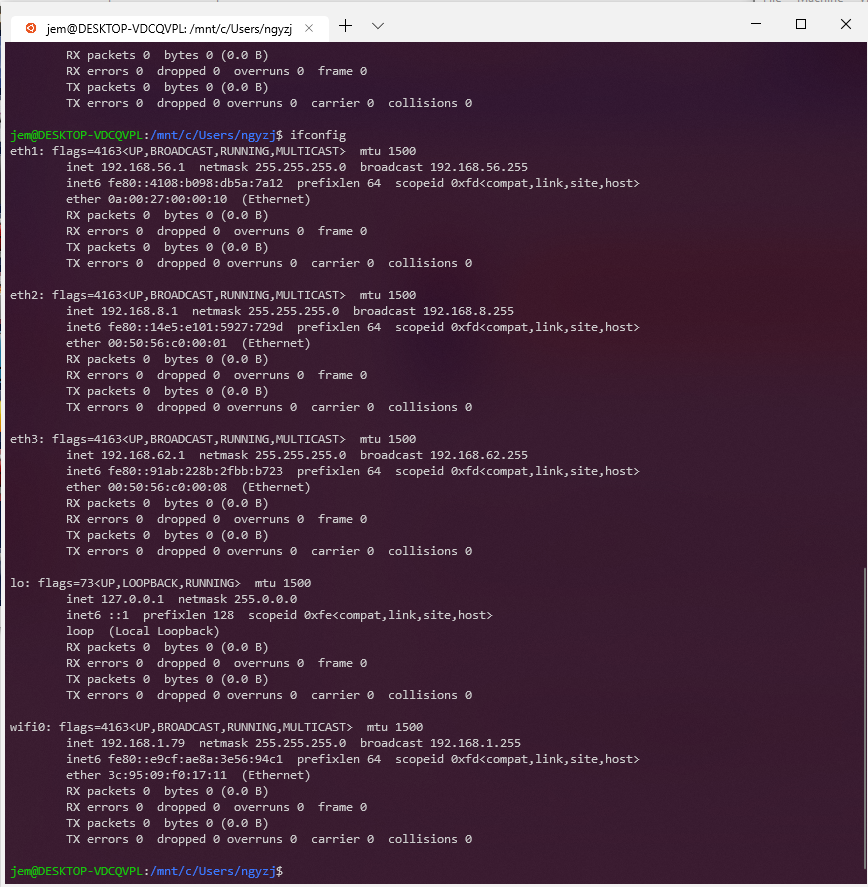 jem@DESKTOP-VDCQVPL: /mnt/c/Users/ngyzj
RX packets 0  bytes 0 (0.0 B)
RX errors 0  dropped 0  overruns 0  frame 0
TX packets 0  bytes 0 (0.0 B)
TX errors 0  dropped 0 overruns 0  carrier 0  collisions 0
jem@DESKTOP-VDCQVPL:/mnt/c/Users/ngyzj$ ifconfig
eth1: flags=4163<UP,BROADCAST,RUNNING,MULTICAST>  mtu 1500
inet 192.168.56.1  netmask 255.255.255.0  broadcast 192.168.56.255
inet6 fe80::4108:b098:db5a:7a12  prefixlen 64  scopeid 0xfd<compat,link,site,host>
ether 0a:00:27:00:00:10  (Ethernet)
RX packets 0  bytes 0 (0.0 B)
RX errors 0  dropped 0  overruns 0  frame 0
TX packets 0  bytes 0 (0.0 B)
TX errors 0  dropped 0 overruns 0  carrier 0  collisions 0
eth2: flags=4163<UP,BROADCAST,RUNNING,MULTICAST>  mtu 1500
inet 192.168.8.1  netmask 255.255.255.0  broadcast 192.168.8.255
inet6 fe80::14e5:e101:5927:729d  prefixlen 64  scopeid 0xfd<compat,link,site,host>
ether 00:50:56:c0:00:01  (Ethernet)
RX packets 0  bytes 0 (0.0 B)
RX errors 0  dropped 0  overruns 0  frame 0
TX packets 0  bytes 0 (0.0 B)
TX errors 0  dropped 0 overruns 0  carrier 0  collisions 0
eth3: flags=4163<UP,BROADCAST,RUNNING,MULTICAST>  mtu 1500
inet 192.168.62.1  netmask 255.255.255.0  broadcast 192.168.62.255
inet6 fe80::91ab:228b:2fbb:b723  prefixlen 64  scopeid 0xfd<compat,link,site,host>
ether 00:50:56:c0:00:08  (Ethernet)
RX packets 0  bytes 0 (0.0 B)
RX errors 0  dropped 0  overruns 0  frame 0
TX packets 0  bytes 0 (0.0 B)
TX errors 0  dropped 0 overruns 0  carrier 0  collisions 0
lo: flags=73<UP,LOOPBACK,RUNNING>  mtu 1500
inet 127.0.0.1  netmask 255.0.0.0
inet6 ::1  prefixlen 128  scopeid 0xfe<compat,link,site,host>
loop  (Local Loopback)
RX packets 0  bytes 0 (0.0 B)
RX errors 0  dropped 0  overruns 0  frame 0
TX packets 0  bytes 0 (0.0 B)
TX errors 0  dropped 0 overruns 0  carrier 0  collisions 0
wifi0: flags=4163<UP,BROADCAST,RUNNING,MULTICAST>  mtu 1500
inet 192.168.1.79  netmask 255.255.255.0  broadcast 192.168.1.255
inet6 fe80::e9cf:ae8a:3e56:94c1  prefixlen 64  scopeid 0xfd<compat,link,site,host>
ether 3c:95:09:f0:17:11  (Ethernet)
RX packets 0  bytes 0 (0.0 B)
RX errors 0  dropped 0  overruns 0  frame 0
TX packets 0  bytes 0 (0.0 B)
TX errors 0  dropped 0 overruns 0  carrier 0  collisions 0
jem@DESKTOP-VDCQVPL:/mnt/c/Users/ngyzj$